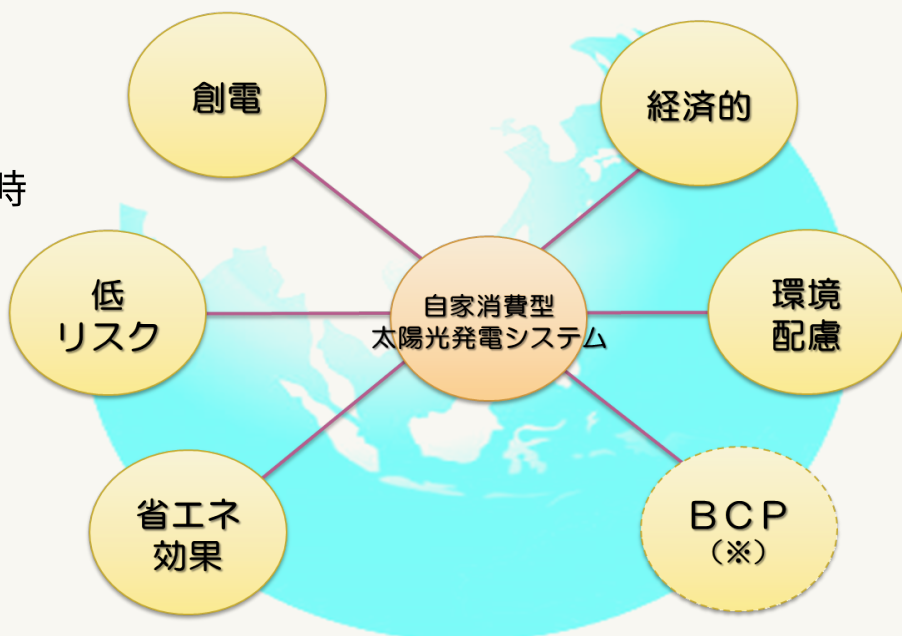 創電
経済的
時
低
リスク
自家消費型
太陽光発電システム
環境
配慮
省エネ
効果
ＢＣＰ
（※）